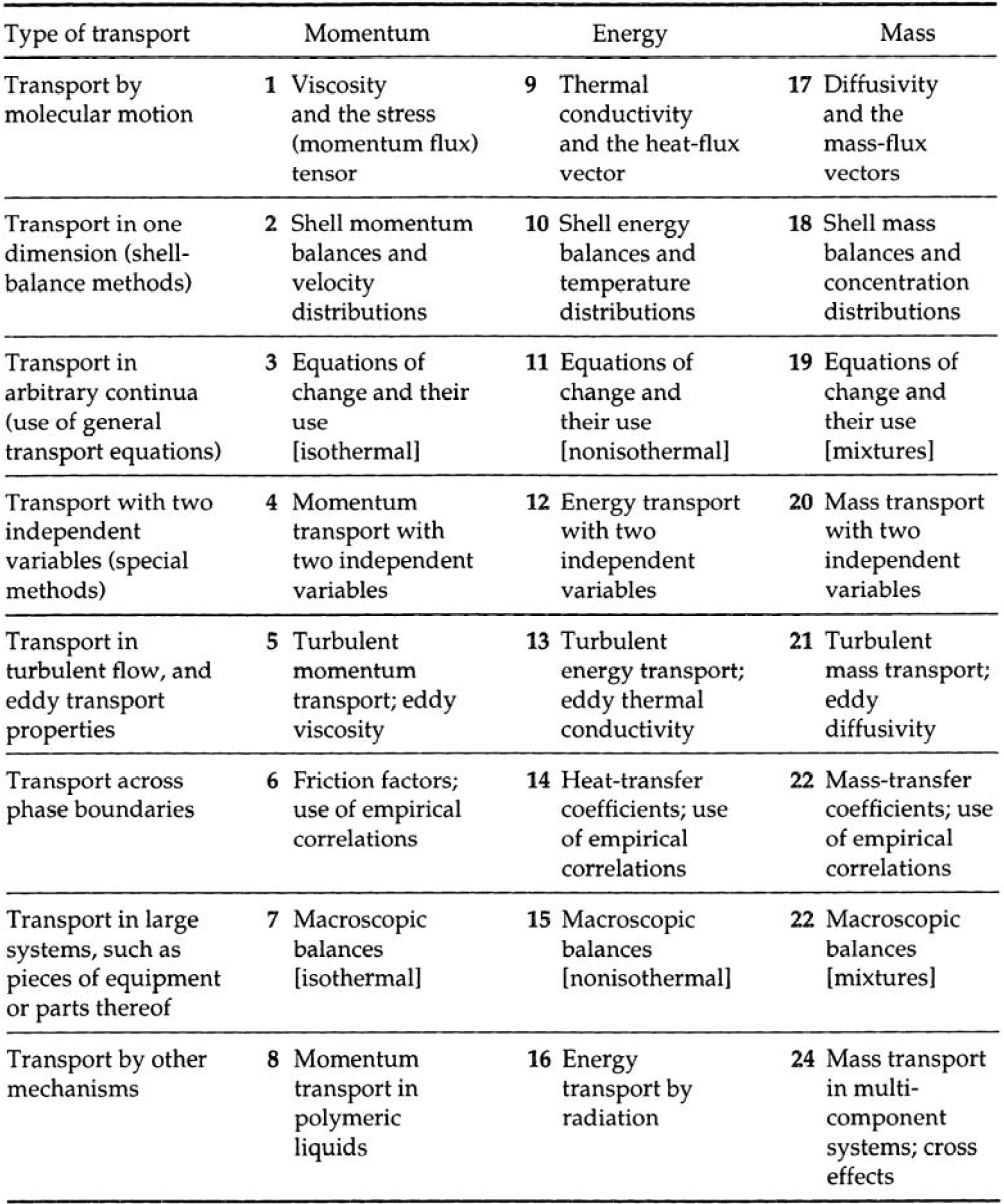 Type of transport Momentum Energy Mass
Transport by 1 Viscosity 9 Thermal 17 Diffusivity
molecular motion and the stress conductivity and the
(momentum flux) and the heat-flux mass-flux
tensor vector vectors
Transport in one 2 Shell momentum 10 Shell energy 18 Shell mass
dimension (shell- balances and balances and balances and
balance methods) velocity temperature concentration
distributions distributions distributions
Transport in 3 Equations of 11 Equations of 19 Equations of
arbitrary continua change and their change and change and
(use of general use their use their use
transport equations) [isothermal] [nonisothermal] [mixtures]
Transport with two 4 Momentum 12 Energy transport 20 Mass transport
independent transport with with two with two
variables (special two independent independent independent
methods) variables variables variables
Transport in 5 Turbulent 13 Turbulent 21 Turbulent
turbulent flow, and momentum energy transport; mass transport;
eddy transport transport; eddy eddy thermal eddy
properties viscosity conductivity diffusivity
Transport across 6 Friction factors; 14 Heat-transfer 22 Mass-transfer
phase boundaries use of empirical coefficients; use coefficients; use
correlations of empirical of empirical
correlations correlations
Transport in large 7 Macroscopic 15 Macroscopic 22 Macroscopic
systems, such as balances balances balances
pieces of equipment [isothermal] [nonisothermal] [mixtures]
or parts thereof
Transport by other 8 Momentum 16 Energy 24 Mass transport
mechanisms transport in transport by in multi-
polymeric radiation component
liquids systems; cross
effects